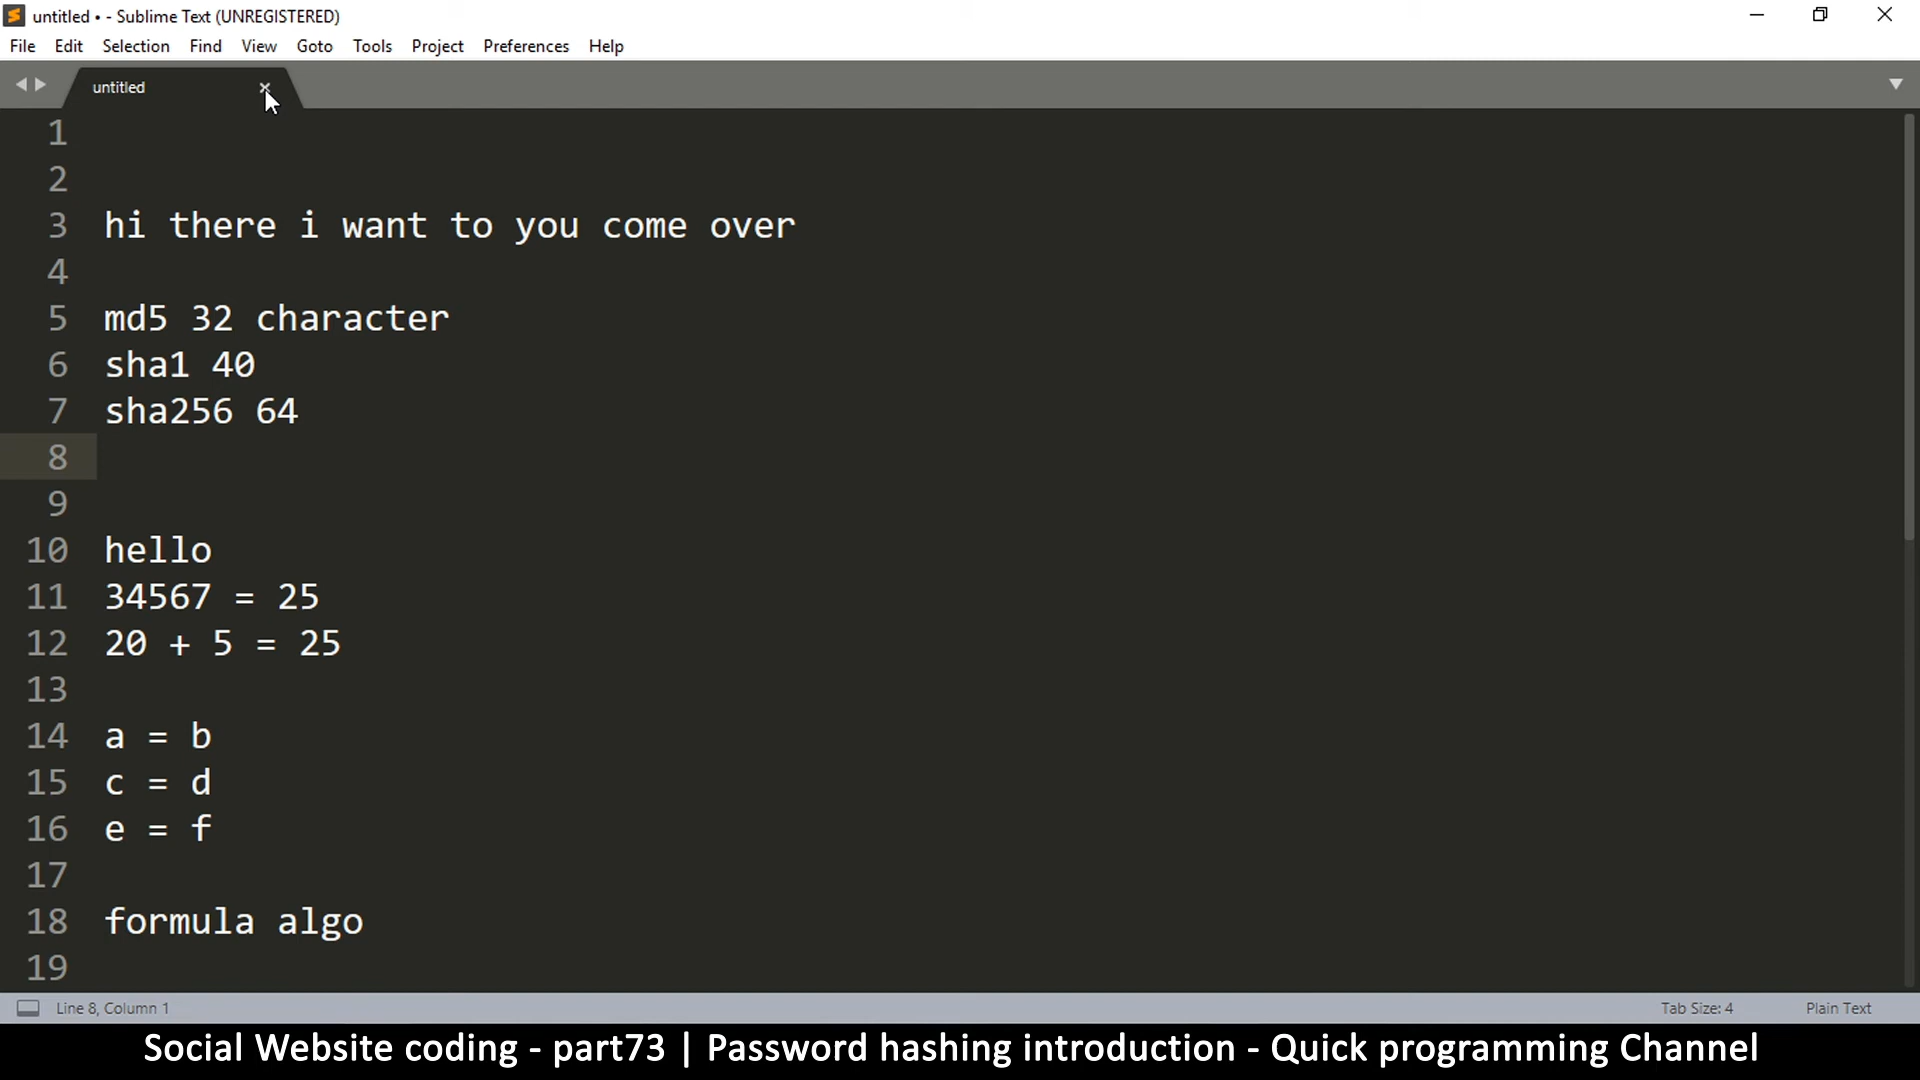 untitled • - Sublime Text (UNREGISTERED)
File Edit Selection Find View Goto Tools Project Preferences Help
untitled
1
2
3 hi there i want to you come over
4
5 md5 32 character
6 sha1 40
7 sha256 64
8
9
10 hello
11 34567 = 25
12 20 + 5 = 25
13
14 a = b
15 c = d
16 e = f
17
18 formula algo
19
Line 8, Column 1 Tab Size: 4 Plain Text
Social Website coding - part73 | Password hashing introduction - Quick programming Channel